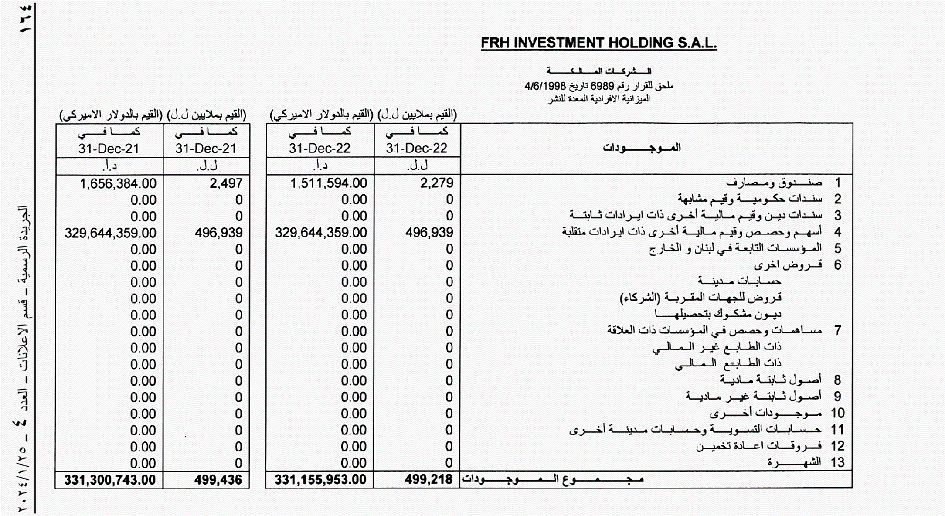 ١٦٤
الجريدة الرسمية – قسم الاعلانات – العدد ٤ – ٢٠٢٤/١/٢٥
FRH INVESTMENT HOLDING S.A.L.
الشركات المالكة
ملحق للقرار رقم 6989 تاريخ 4/6/1998
الميزانية الافرادية المعدة للنشر
(القيم بملايين ل.ل) (القيم بالدولار الاميركي) (القيم بملايين ل.ل) (القيم بالدولار الاميركي)
كما في كما في كما في كما في
الموجودات 31-Dec-22 31-Dec-22 31-Dec-21 31-Dec-21
ل.ل. د.أ. ل.ل. د.أ.
1 صندوق ومصارف 2,279 1,511,594.00 2,497 1,656,384.00
2 سندات حكومية وقيم مشابهة 0 0.00 0 0.00
3 سندات دين وقيم مالية أخرى ذات ايرادات ثابتة 0 0.00 0 0.00
4 أسهم وحصص وقيم مالية أخرى ذات ايرادات متقلبة 496,939 329,644,359.00 496,939 329,644,359.00
5 المؤسسات التابعة في لبنان و الخارج 0 0.00 0 0.00
6 قروض اخرى 0 0.00 0 0.00
حسابات مدينة 0 0.00 0 0.00
قروض للجهات المقربة (الشركاء) 0 0.00 0 0.00
ديون مشكوك بتحصيلها 0 0.00 0 0.00
7 مساهمات وحصص في المؤسسات ذات العلاقة 0 0.00 0 0.00
ذات الطابع غير المالي 0 0.00 0 0.00
ذات الطابع المالي 0 0.00 0 0.00
8 أصول ثابتة مادية 0 0.00 0 0.00
9 أصول ثابتة غير مادية 0 0.00 0 0.00
10 موجودات أخرى 0 0.00 0 0.00
11 حسابات التسوية وحسابات مدينة أخرى 0 0.00 0 0.00
12 فروقات اعادة تخمين 0 0.00 0 0.00
13 الشهرة 0 0.00 0 0.00
مجموع الموجودات 499,218 331,155,953.00 499,436 331,300,743.00